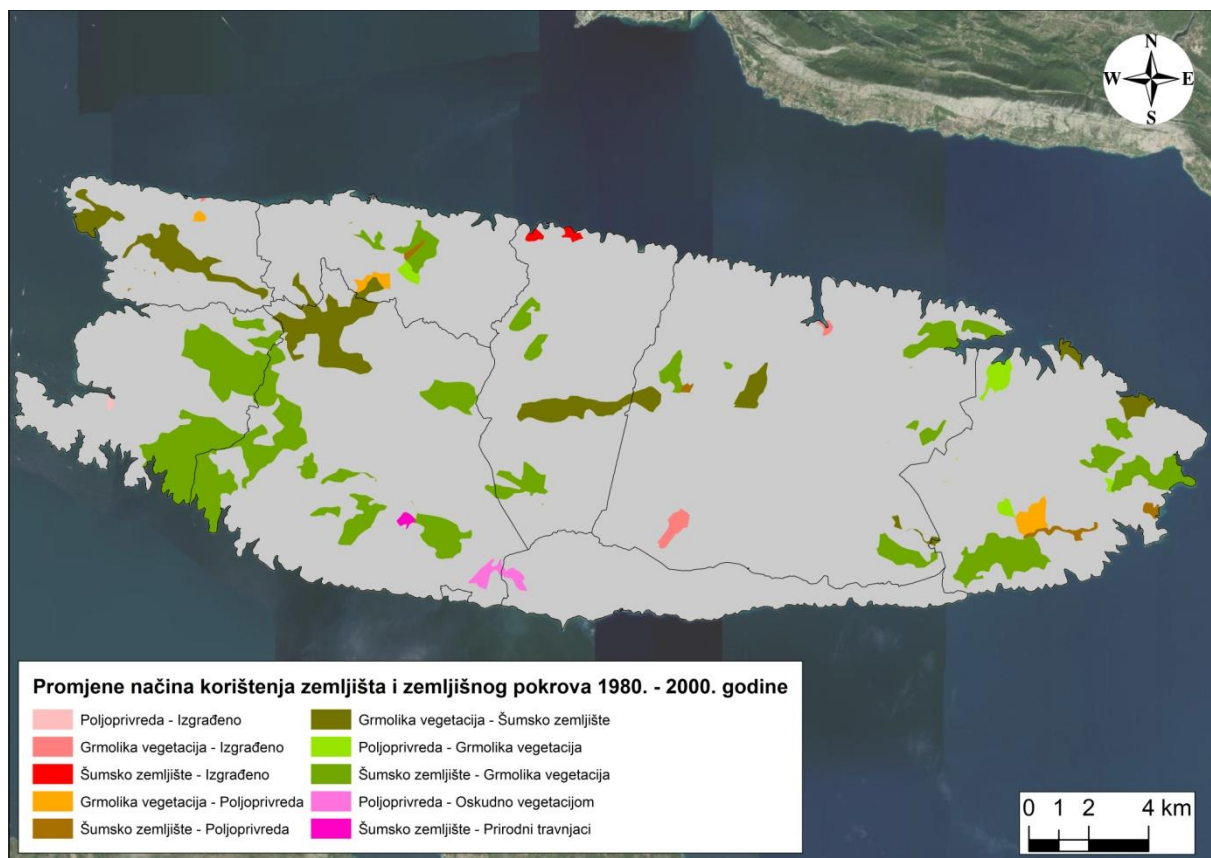 N
W E
S
Promjene načina korištenja zemljišta i zemljišnog pokrova 1980. - 2000. godine
Poljoprivreda - Izgrađeno
Grmolika vegetacija - Izgrađeno
Šumsko zemljište - Izgrađeno
Grmolika vegetacija - Poljoprivreda
Šumsko zemljište - Poljoprivreda
Grmolika vegetacija - Šumsko zemljište
Poljoprivreda - Grmolika vegetacija
Šumsko zemljište - Grmolika vegetacija
Poljoprivreda - Oskudno vegetacijom
Šumsko zemljište - Prirodni travnjaci
0 1 2 4 km